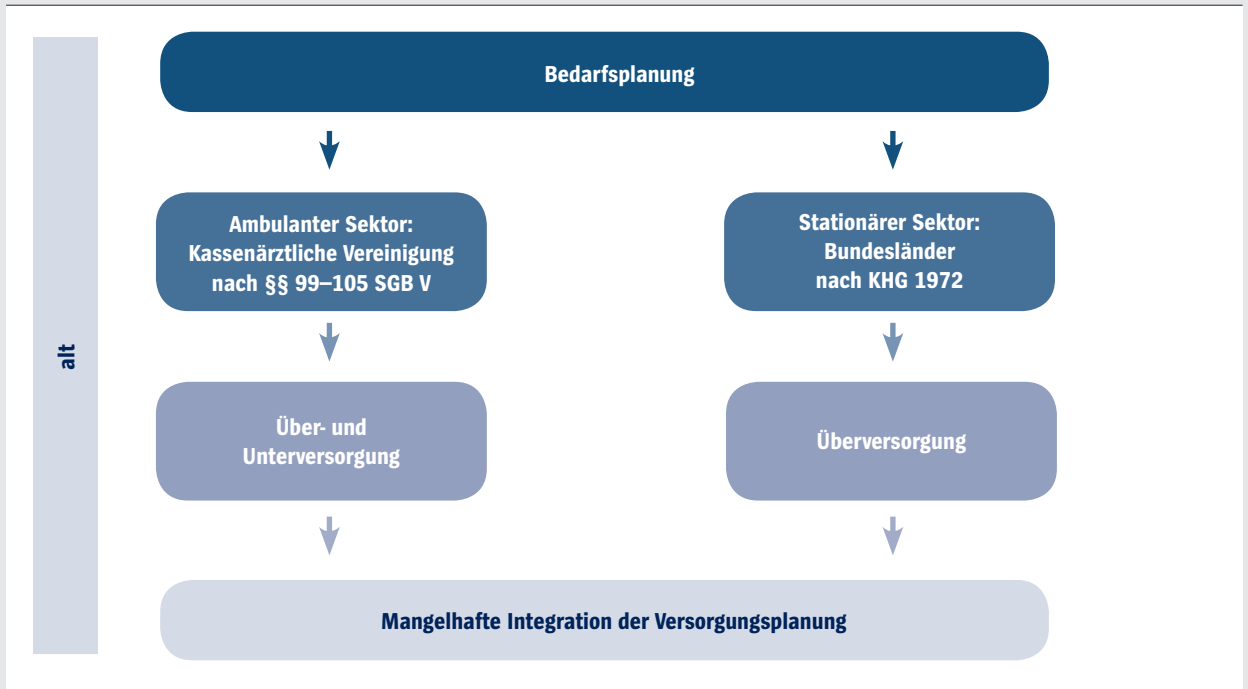 alt
Bedarfsplanung
Ambulanter Sektor:
Kassenärztliche Vereinigung
nach §§ 99–105 SGB V
Stationärer Sektor:
Bundesländer
nach KHG 1972
Über- und
Unterversorgung
Überversorgung
Mangelhafte Integration der Versorgungsplanung